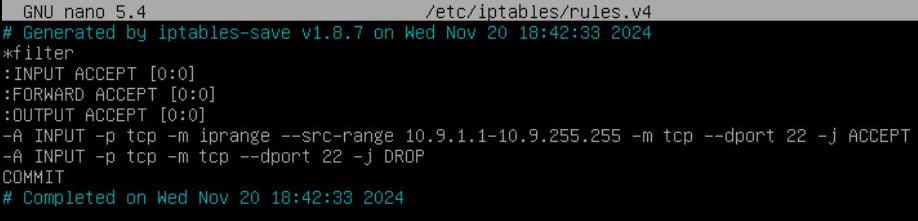 GNU nano 5.4 /etc/iptables/rules.v4
# Generated by iptables-save v1.8.7 on Wed Nov 20 18:42:33 2024
*filter
:INPUT ACCEPT [0:0]
:FORWARD ACCEPT [0:0]
:OUTPUT ACCEPT [0:0]
-A INPUT -p tcp -m iprange --src-range 10.9.1.1-10.9.255.255 -m tcp --dport 22 -j ACCEPT
-A INPUT -p tcp -m tcp --dport 22 -j DROP
COMMIT
# Completed on Wed Nov 20 18:42:33 2024